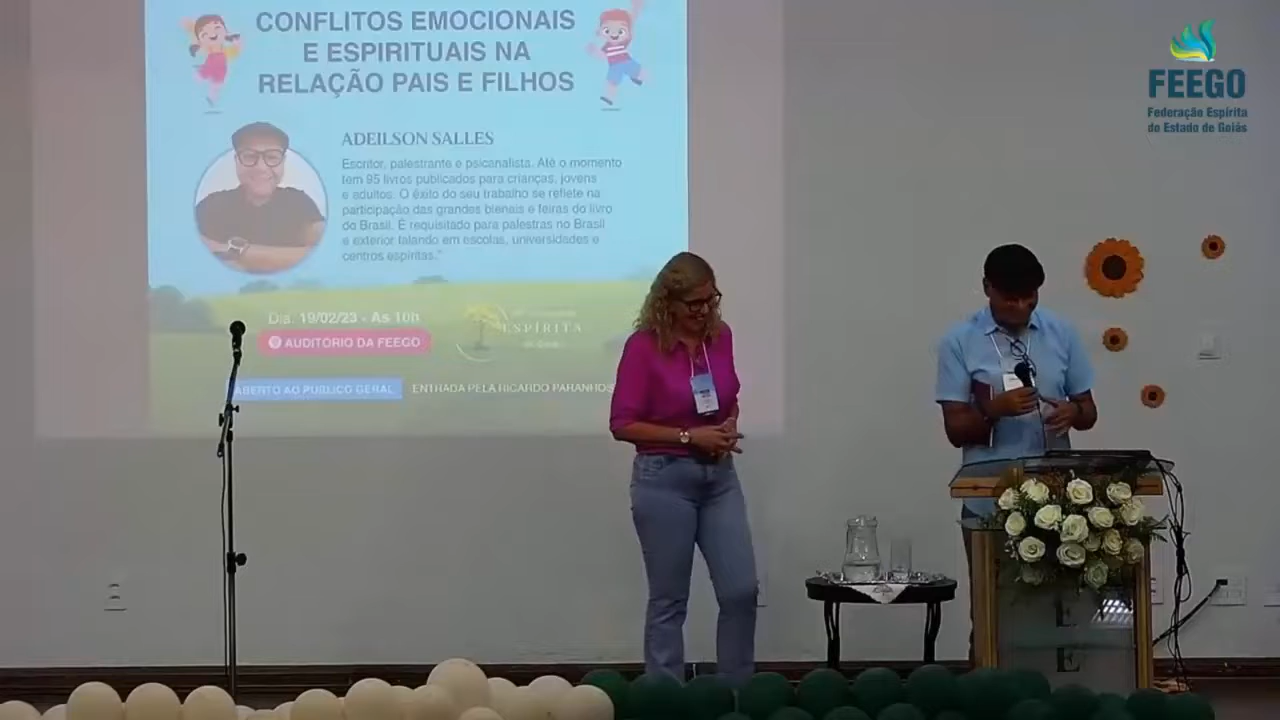 CONFLITOS EMOCIONAIS
E ESPIRITUAIS NA
RELAÇÃO PAIS E FILHOS
ADEILSON SALLES
Escritor, palestrante e psicanalista. Até o momento
tem 95 livros publicados para crianças, jovens
e adultos. O êxito do seu trabalho se reflete na
participação das grandes bienais e feiras do livro
do Brasil. É requisitado para palestras no Brasil
e exterior falando em escolas, universidades e
centros espíritas."
Dia: 19/02/23 - As 10h
AUDITORIO DA FEEGO
ESPÍRITA
ABERTO AO PUBLICO GERAL
ENTRADA PELA RICARDO PARANHOS
FEEGO
Federação Espírita
do Estado de Goiás
E
E